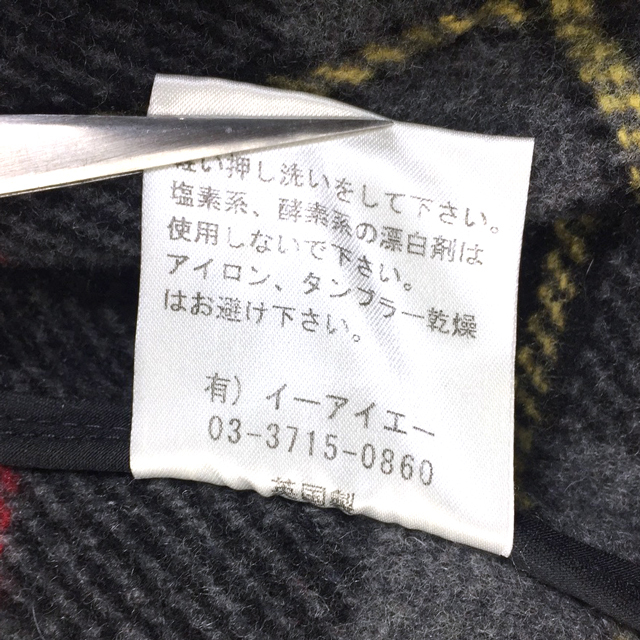 い押し洗いをして下さい。
塩素系、酵素系の漂白剤は
使用しないで下さい。
アイロン、タンブラー乾燥
はお避け下さい。
有）イーアイエー
03-3715-0860
英国製